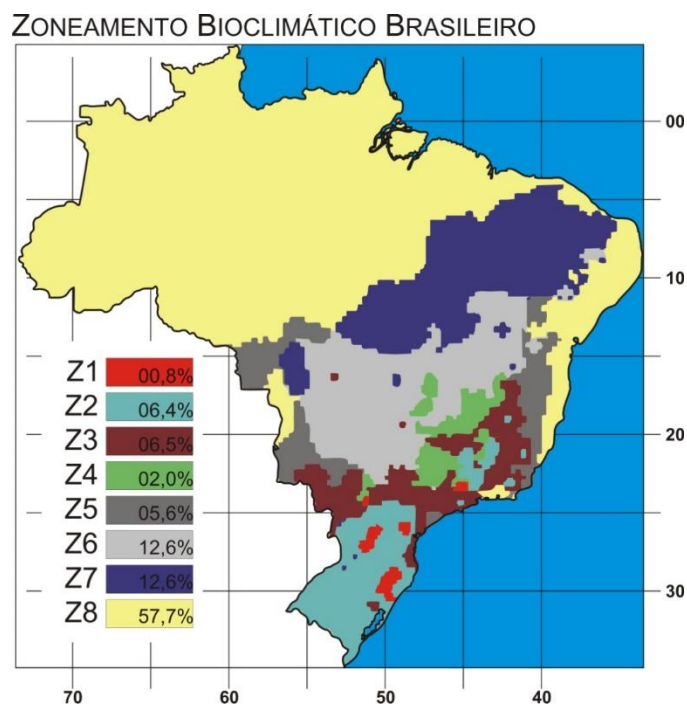 ZONEAMENTO BIOCLIMÁTICO BRASILEIRO
00
10
20
30
Z1 00,8%
Z2 06,4%
Z3 06,5%
Z4 02,0%
Z5 05,6%
Z6 12,6%
Z7 12,6%
Z8 57,7%
70 60 50 40